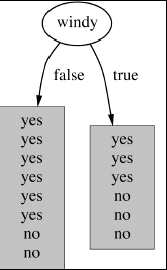 windy
false true
yes
yes
yes
yes
yes
yes
no
no
yes
yes
yes
no
no
no